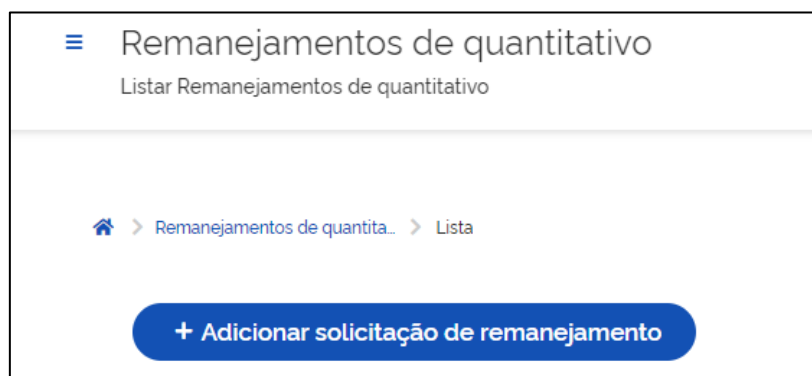 Remanejamentos de quantitativo
Listar Remanejamentos de quantitativo
Remanejamentos de quantita... > Lista
+ Adicionar solicitação de remanejamento